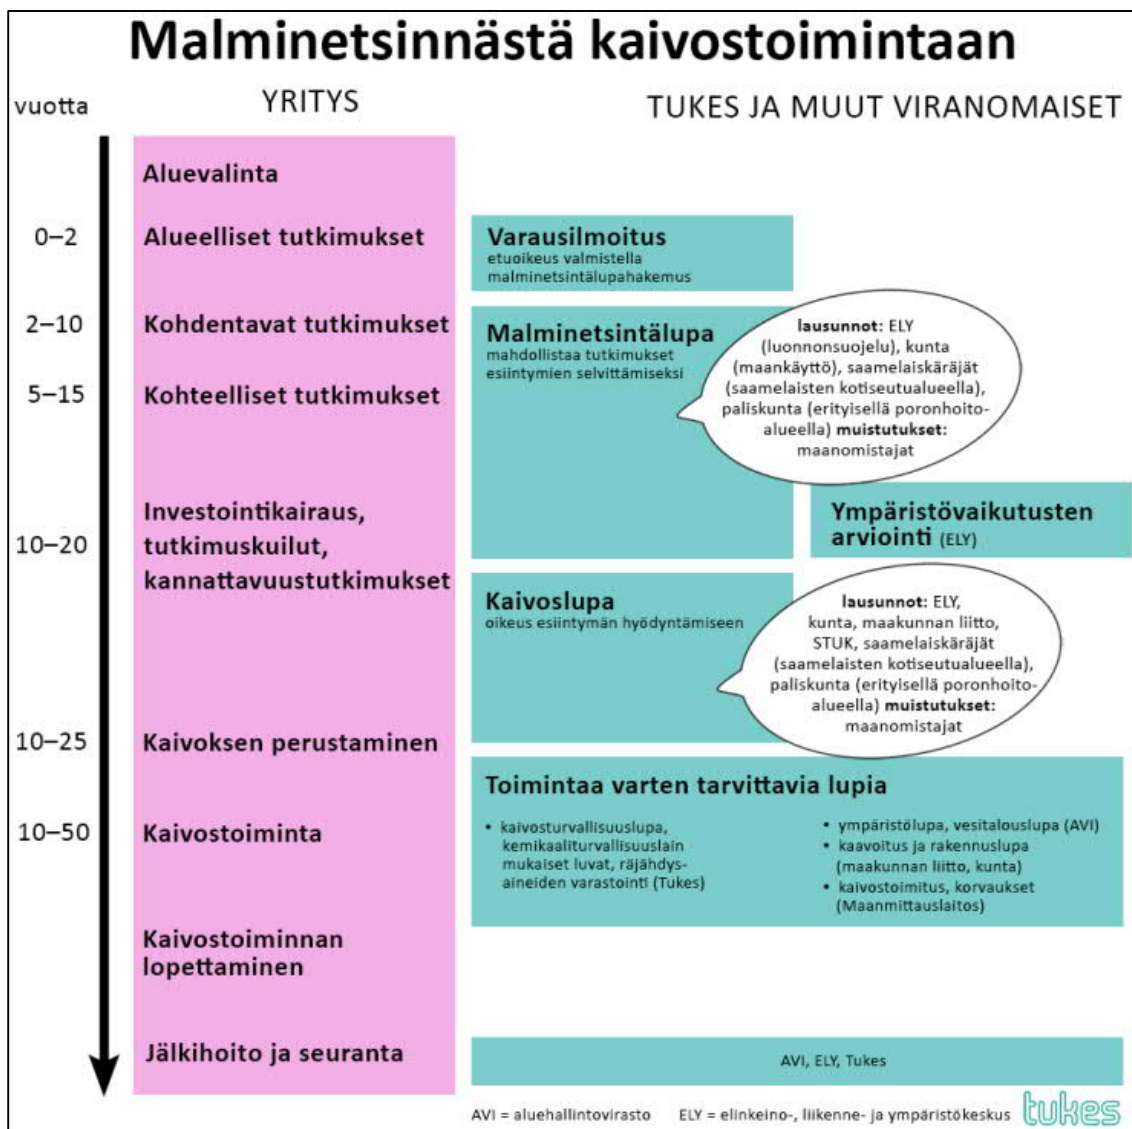 Malminetsinnästä kaivostoimintaan
vuotta
YRITYS
TUKES JA MUUT VIRANOMAISET
Aluevalinta
0–2
Alueelliset tutkimukset
Varausilmoitus
etuoikeus valmistella
malminetsintälupahakemus
2–10
Kohdentavat tutkimukset
Malminetsintälupa
mahdollistaa tutkimukset
esiintymien selvittämiseksi
lausunnot: ELY
(luonnonsuojelu), kunta
(maankäyttö), saamelaiskäräjät
(saamelaisten kotiseutualueella),
paliskunta (erityisellä poronhoito-
alueella) muistutukset:
maanomistajat
5–15
Kohteelliset tutkimukset
10–20
Investointikairaus,
tutkimuskuilut,
kannattavuustutkimukset
Ympäristövaikutusten
arviointi (ELY)
Kaivoslupa
oikeus esiintymän hyödyntämiseen
lausunnot: ELY,
kunta, maakunnan liitto,
STUK, saamelaiskäräjät
(saamelaisten kotiseutualueella),
paliskunta (erityisellä poronhoito-
alueella) muistutukset:
maanomistajat
10–25
Kaivoksen perustaminen
Toimintaa varten tarvittavia lupia
10–50
Kaivostoiminta
• kaivosturvallisuuslupa,
kemikaaliturvallisuuslain
mukaiset luvat, räjähdys-
aineiden varastointi (Tukes)
• ympäristölupa, vesitalouslupa (AVI)
• kaavoitus ja rakennuslupa
(maakunnan liitto, kunta)
• kaivostoimitus, korvaukset
(Maanmittauslaitos)
Kaivostoiminnan
lopettaminen
Jälkihoito ja seuranta
AVI, ELY, Tukes
AVI = aluehallintovirasto
ELY = elinkeino-, liikenne- ja ympäristökeskus
tukes